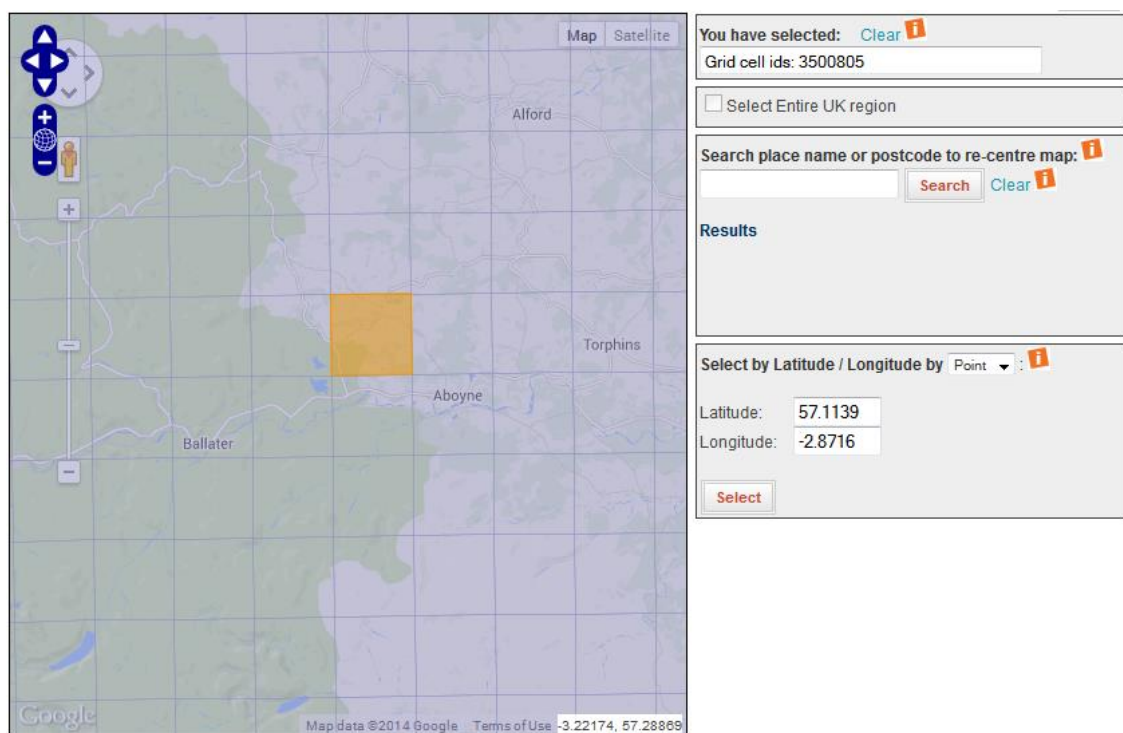 Map Satellite
Alford
Torphins
Aboyne
Ballater
Google
Map data ©2014 Google Terms of Use -3.22174, 57.28869
You have selected: Clear i
Grid cell ids: 3500805
Select Entire UK region
Search place name or postcode to re-centre map: i
Search Clear i
Results
Select by Latitude / Longitude by Point : i
Latitude: 57.1139
Longitude: -2.8716
Select